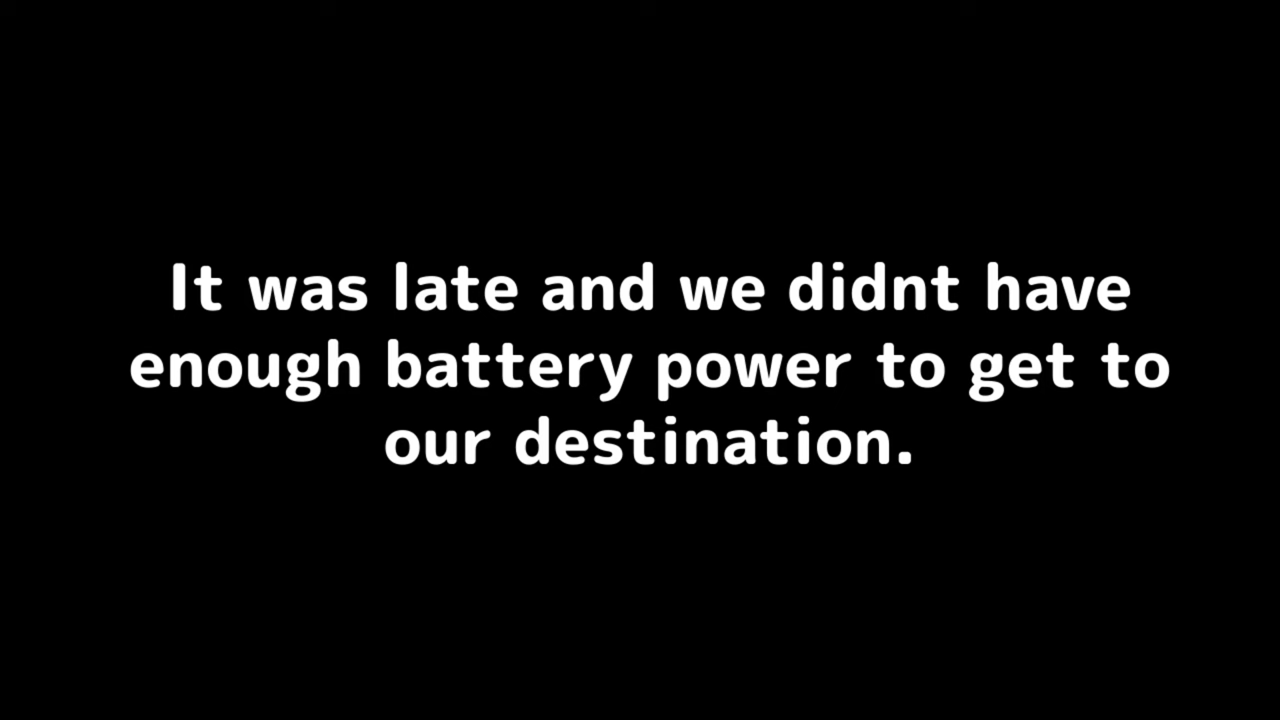 It was late and we didnt have
enough battery power to get to
our destination.